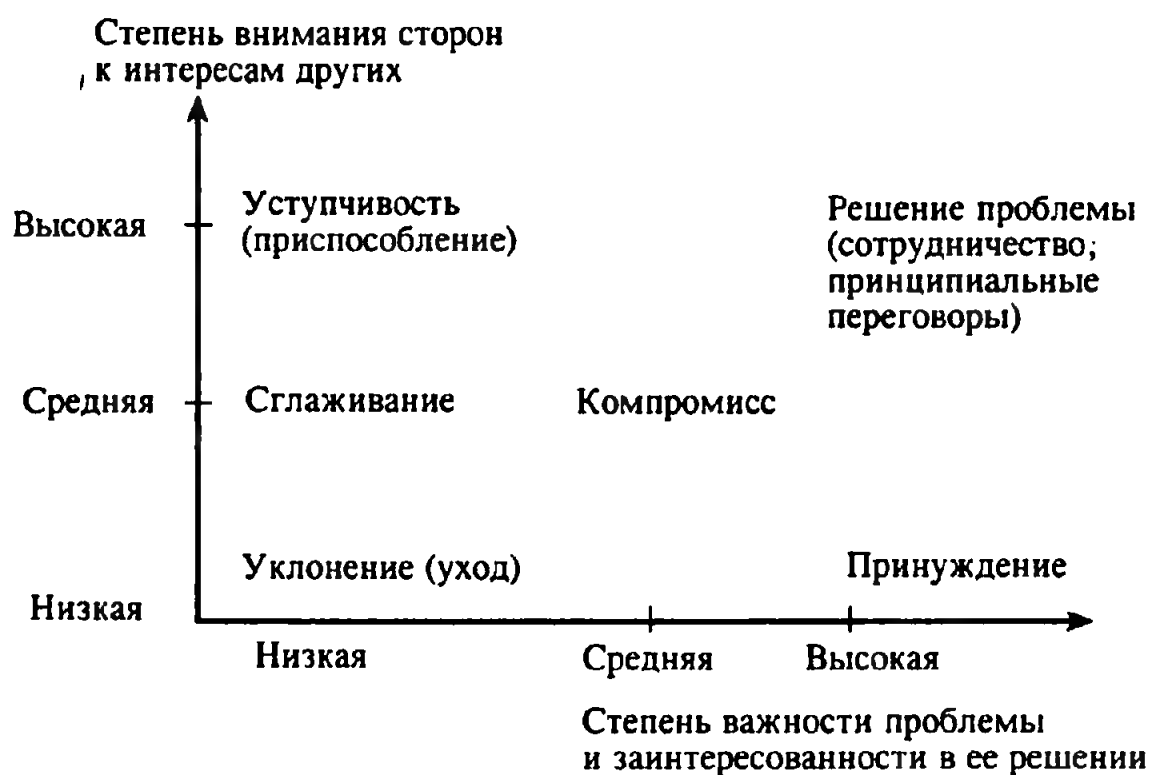 Степень внимания сторон
к интересам других
Высокая
Уступчивость
(приспособление)
Решение проблемы
(сотрудничество;
принципиальные
переговоры)
Средняя
Сглаживание
Компромисс
Уклонение (уход)
Принуждение
Низкая
Низкая
Средняя
Высокая
Степень важности проблемы
и заинтересованности в ее решении